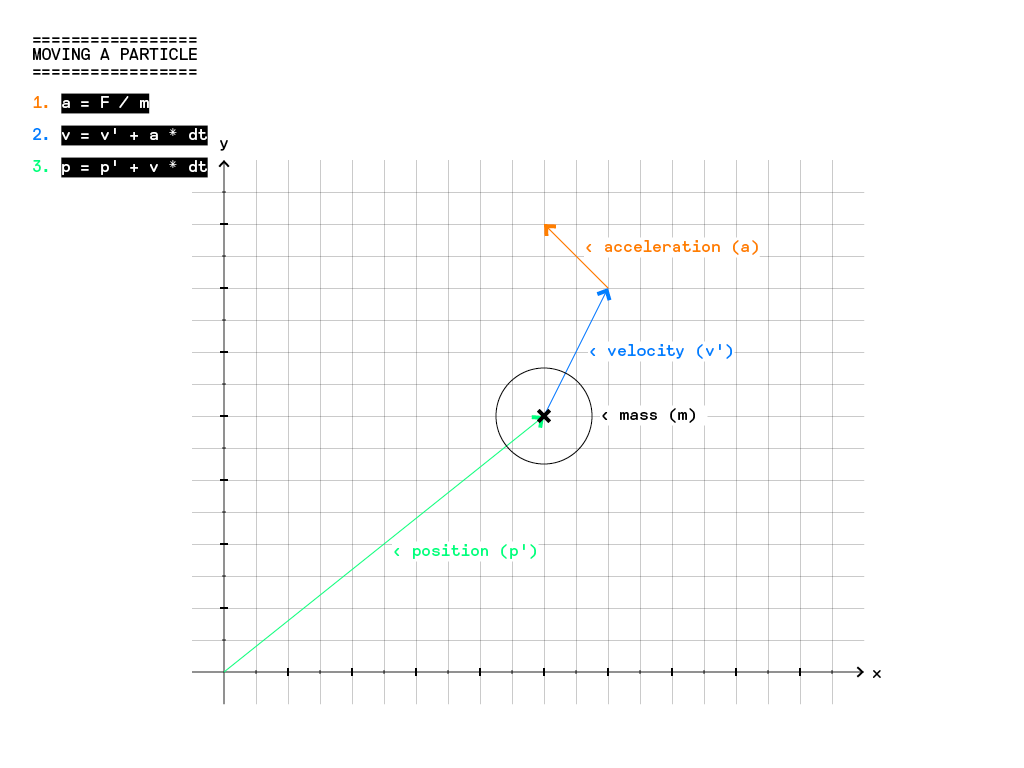 =================
MOVING A PARTICLE
=================
1. a = F / m
2. v = v' + a * dt
3. p = p' + v * dt
y
< acceleration (a)
< velocity (v')
< mass (m)
< position (p')
x